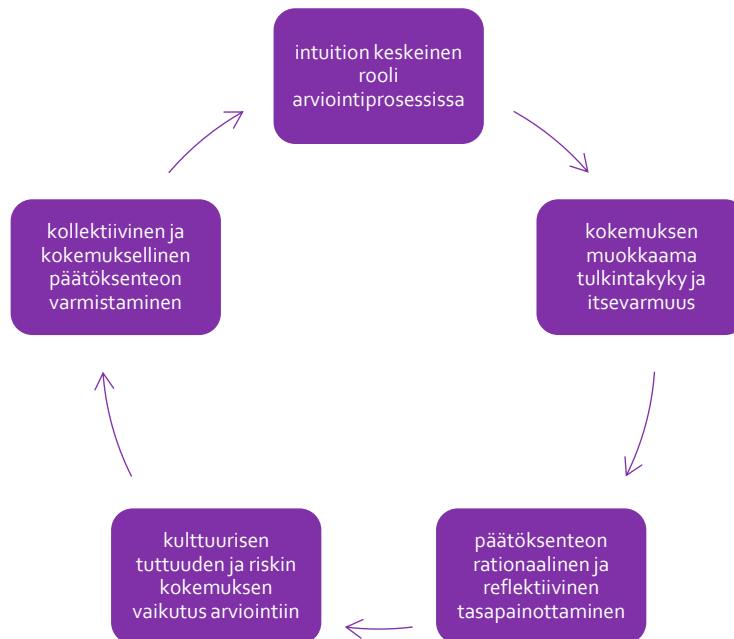 intuition keskeinen
rooli
arviointiprosessissa
kokemuksen
muokkaama
tulkintakyky ja
itsevarmuus
päätöksenteon
rationaalinen ja
reflektiivinen
tasapainottaminen
kulttuurisen
tuttuuden ja riskin
kokemuksen
vaikutus arviointiin
kollektiivinen ja
kokemuksellinen
päätöksenteon
varmistaminen